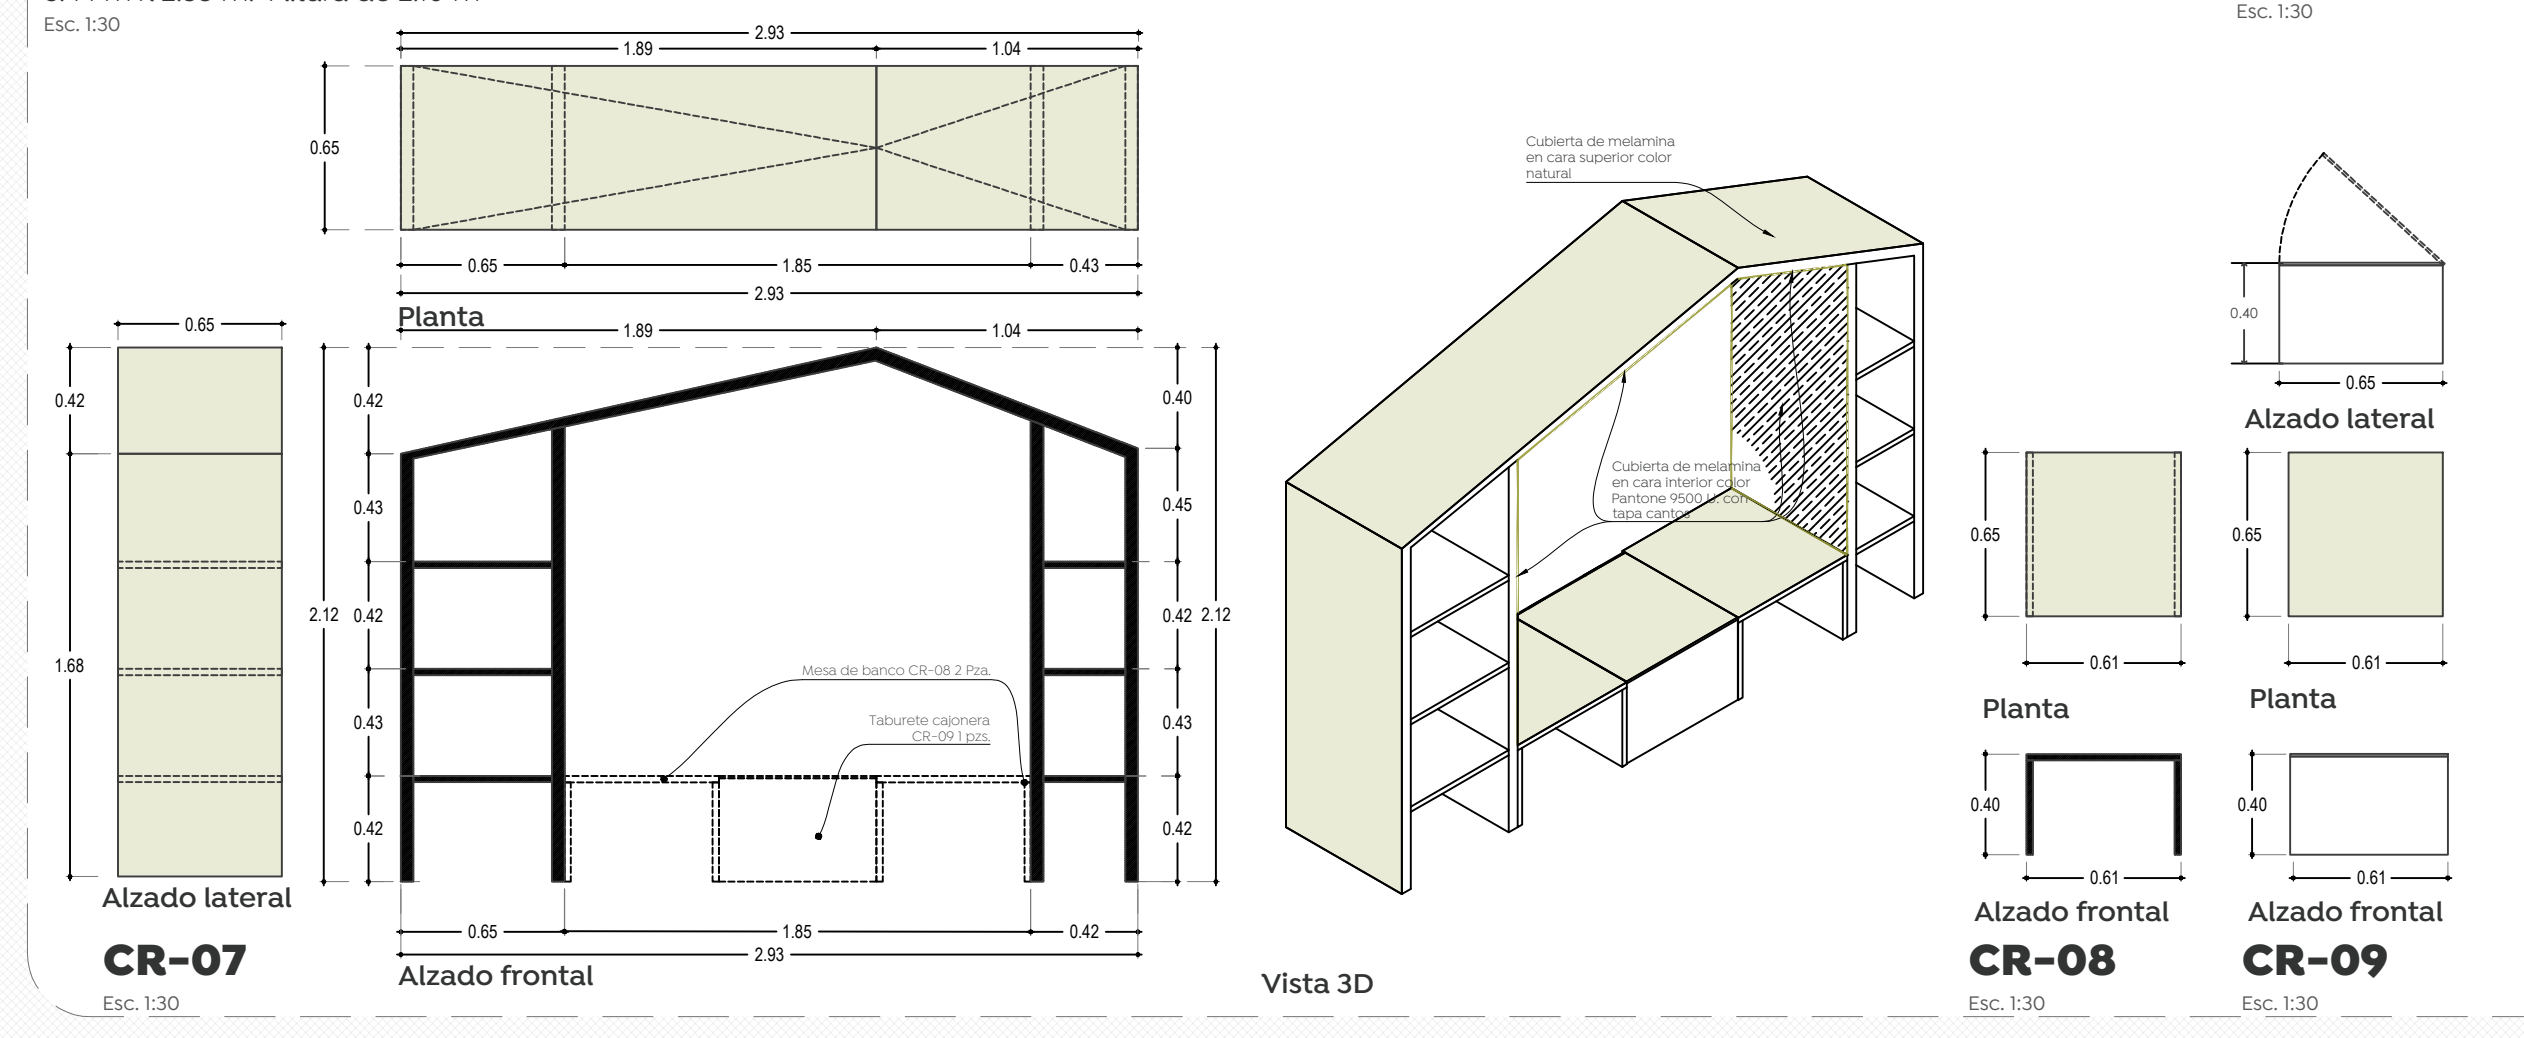 Esc. 1:30
Esc. 1:30
2.93
1.89
1.04
0.65
0.65
1.85
0.43
2.93
Planta
0.65
0.42
1.68
Alzado lateral
CR-07
Esc. 1:30
1.89
1.04
2.12
0.42
0.43
0.42
0.43
0.42
0.40
0.45
0.42
0.43
0.42
2.12
Mesa de banco CR-08 2 Pza.
Taburete cajonera
CR-09 1 pzs.
0.65
1.85
0.42
2.93
Alzado frontal
Cubierta de melamina
en cara superior color
natural
Cubierta de melamina
en cara interior color
Pantone 9500 U. con
tapa cantos
Vista 3D
0.65
0.61
Planta
0.40
0.61
Alzado frontal
CR-08
Esc. 1:30
0.40
0.65
Alzado lateral
0.65
0.61
Planta
0.40
0.61
Alzado frontal
CR-09
Esc. 1:30